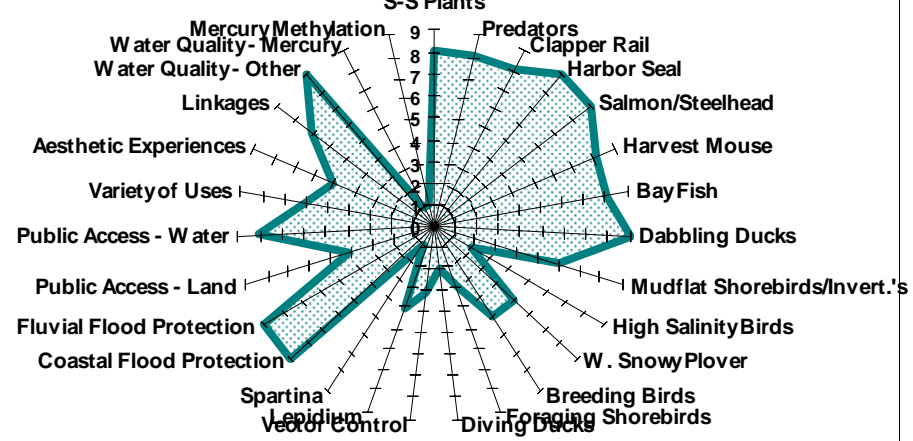 S-S Plants
Predators
Clapper Rail
Harbor Seal
Salmon/Steelhead
Harvest Mouse
Bay Fish
Dabbling Ducks
Mudflat Shorebirds/Invert.'s
High Salinity Birds
W. Snowy Plover
Breeding Birds
Foraging Shorebirds
Diving Ducks
Vector Control
Lepidium
Spartina
Coastal Flood Protection
Fluvial Flood Protection
Public Access - Land
Public Access - Water
Variety of Uses
Aesthetic Experiences
Linkages
Water Quality - Other
Water Quality - Mercury
Mercury Methylation
9
8
7
6
5
4
3
2
1
0